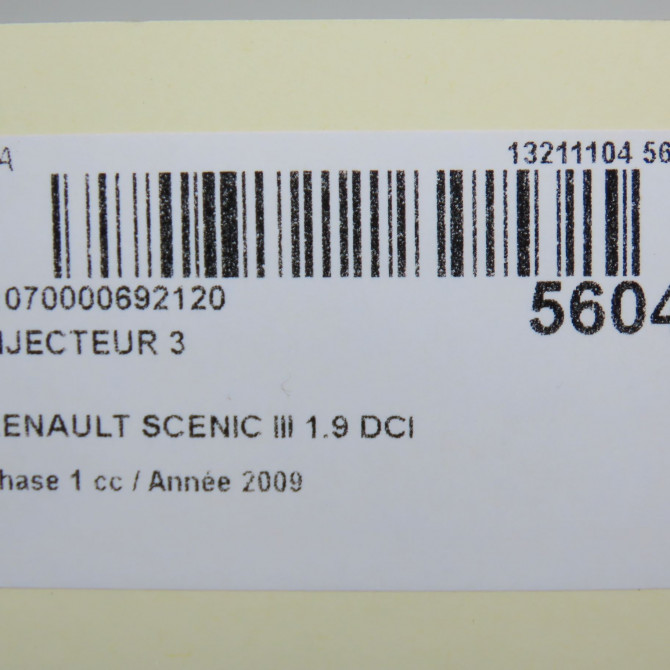 A 13211104 56
070000692120 5604
NJECTEUR 3
ENAULT SCENIC III 1.9 DCI
hase 1 cc / Année 2009